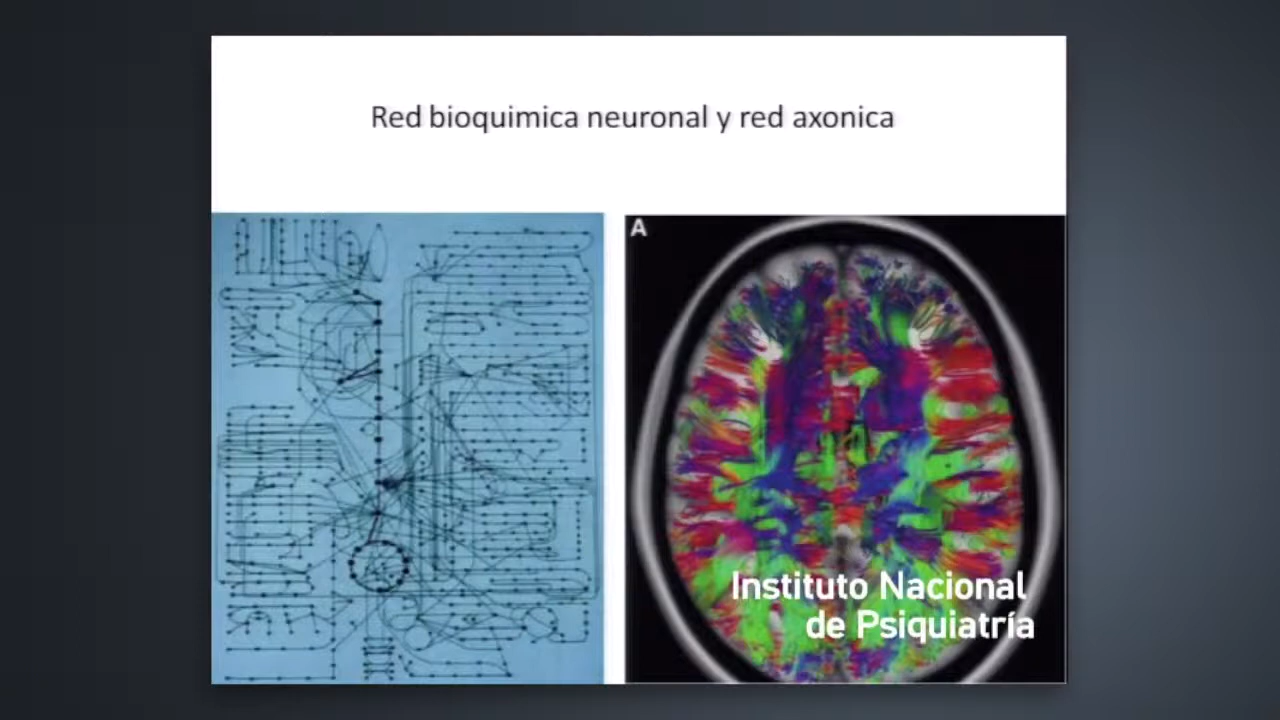 Red bioquimica neuronal y red axonica
A
Instituto Nacional
de Psiquiatría